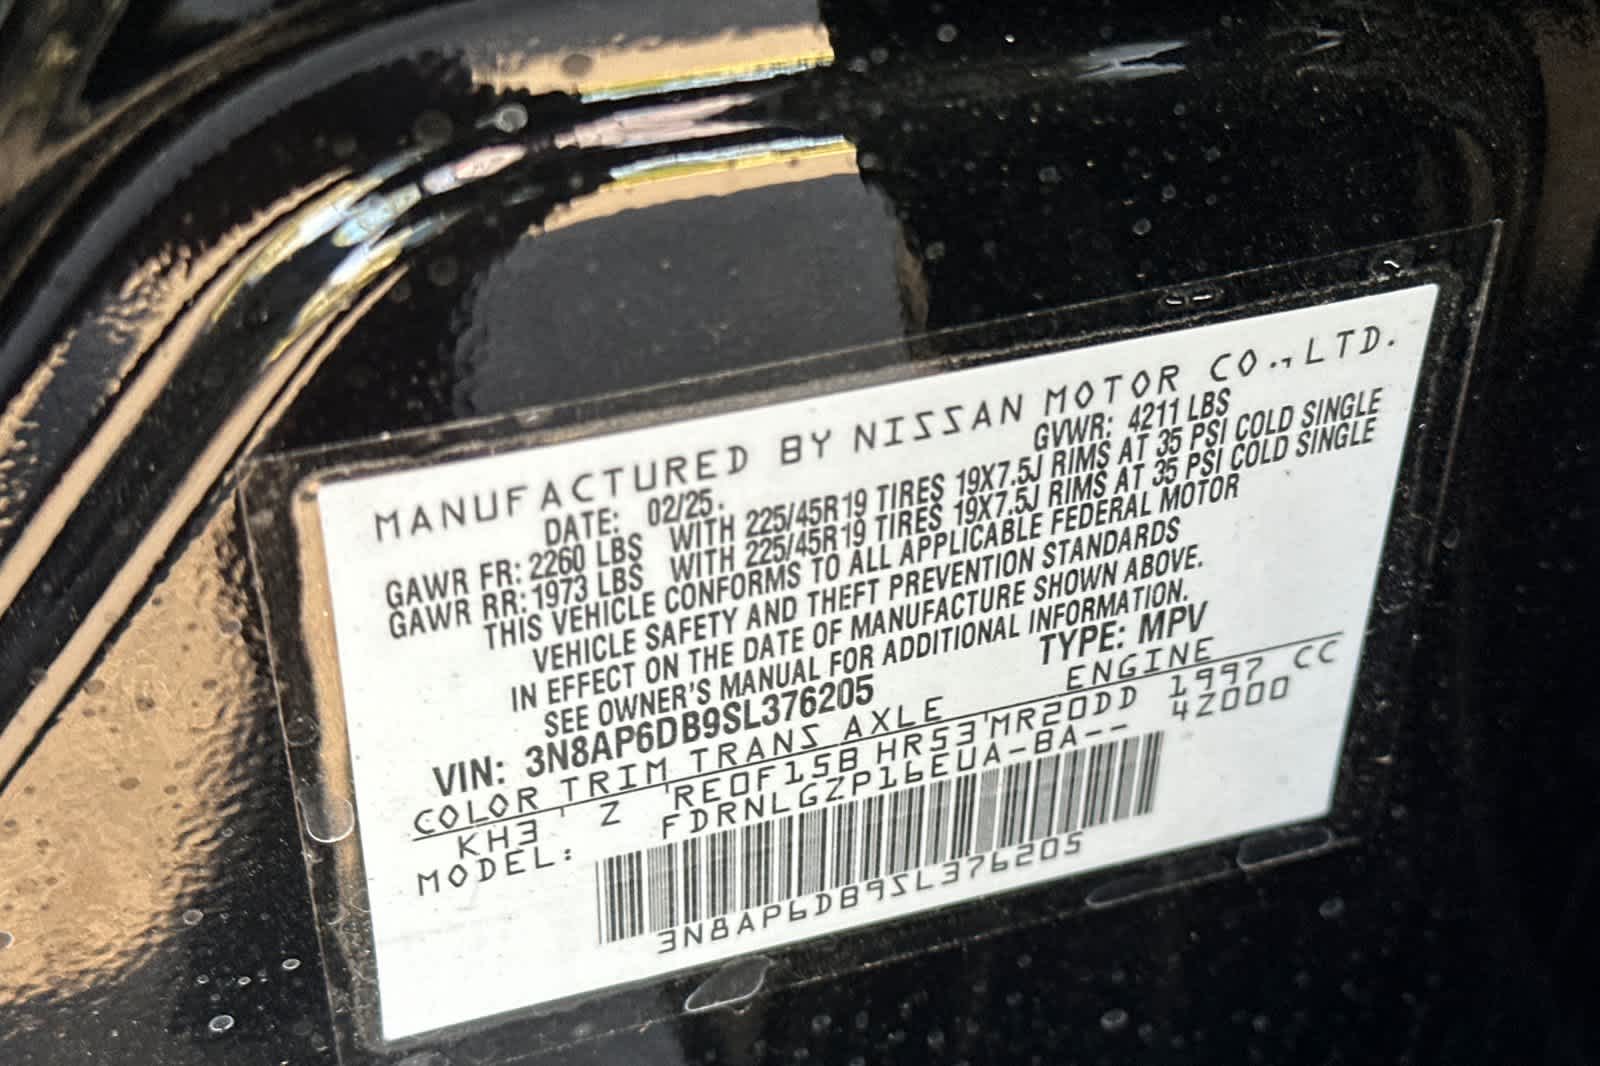 MANUFACTURED BY NISSAN MOTOR CO., LTD.
DATE: 02/25. GVWR: 4211 LBS
GAWR FR: 2260 LBS WITH 225/45R19 TIRES 19X7.5J RIMS AT 35 PSI COLD SINGLE
GAWR RR: 1973 LBS WITH 225/45R19 TIRES 19X7.5J RIMS AT 35 PSI COLD SINGLE
THIS VEHICLE CONFORMS TO ALL APPLICABLE FEDERAL MOTOR
VEHICLE SAFETY AND THEFT PREVENTION STANDARDS
IN EFFECT ON THE DATE OF MANUFACTURE SHOWN ABOVE.
SEE OWNER'S MANUAL FOR ADDITIONAL INFORMATION.
VIN: 3N8AP6DB9SL376205 TYPE: MPV
COLOR TRIM TRANS AXLE ENGINE
KH3 Z RE0F15B HR53 MR20DD 1997 CC
MODEL: FDRNLGZP16EUA-BA-- 4Z000
3N8AP6DB9SL376205